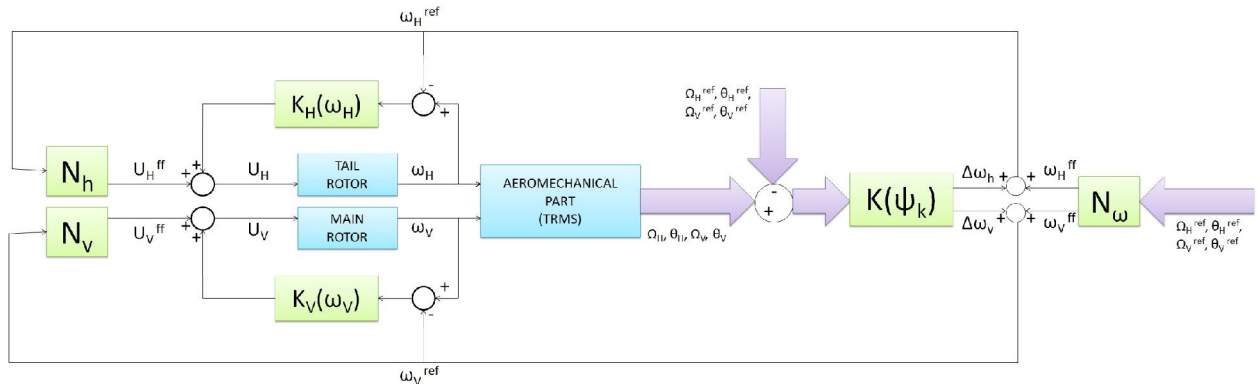 ω_H^ref
Ω_H^ref, θ_H^ref,
Ω_V^ref, θ_V^ref
-
+
K_H(ω_H)
N_h
U_H^ff
+
+
U_H
TAIL
ROTOR
ω_H
AEROMECHANICAL
PART
(TRMS)
-
+
K(ψ_k)
Δω_h
+
+
ω_H^ff
N_ω
N_V
U_V^ff
+
+
U_V
MAIN
ROTOR
ω_V
Ω_H, θ_H, Ω_V, θ_V
Δω_v
+
+
ω_V^ff
Ω_H^ref, θ_H^ref,
Ω_V^ref, θ_V^ref
K_V(ω_V)
+
-
ω_V^ref